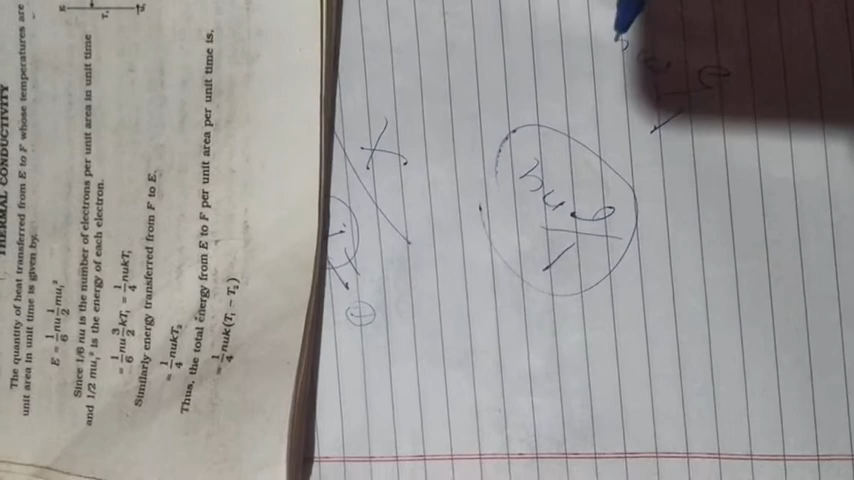 THERMAL CONDUCTIVITY
The quantity of heat transferred from E to F whose temperatures are
unit area in unit time is given by,
E = 1/6 nu 1/2 mu₁²
Since 1/6 nu is the number of electrons per unit area in unit time
and 1/2 mu₁² is the energy of each electron.
= 1/6 nu 3/2 kT₁ = 1/4 nukT₁
Similarly energy transferred from F to E.
= 1/4 nukT₂
Thus, the total energy from E to F per unit area per unit time is,
= 1/4 nuk(T₁ − T₂)
1/6 nu